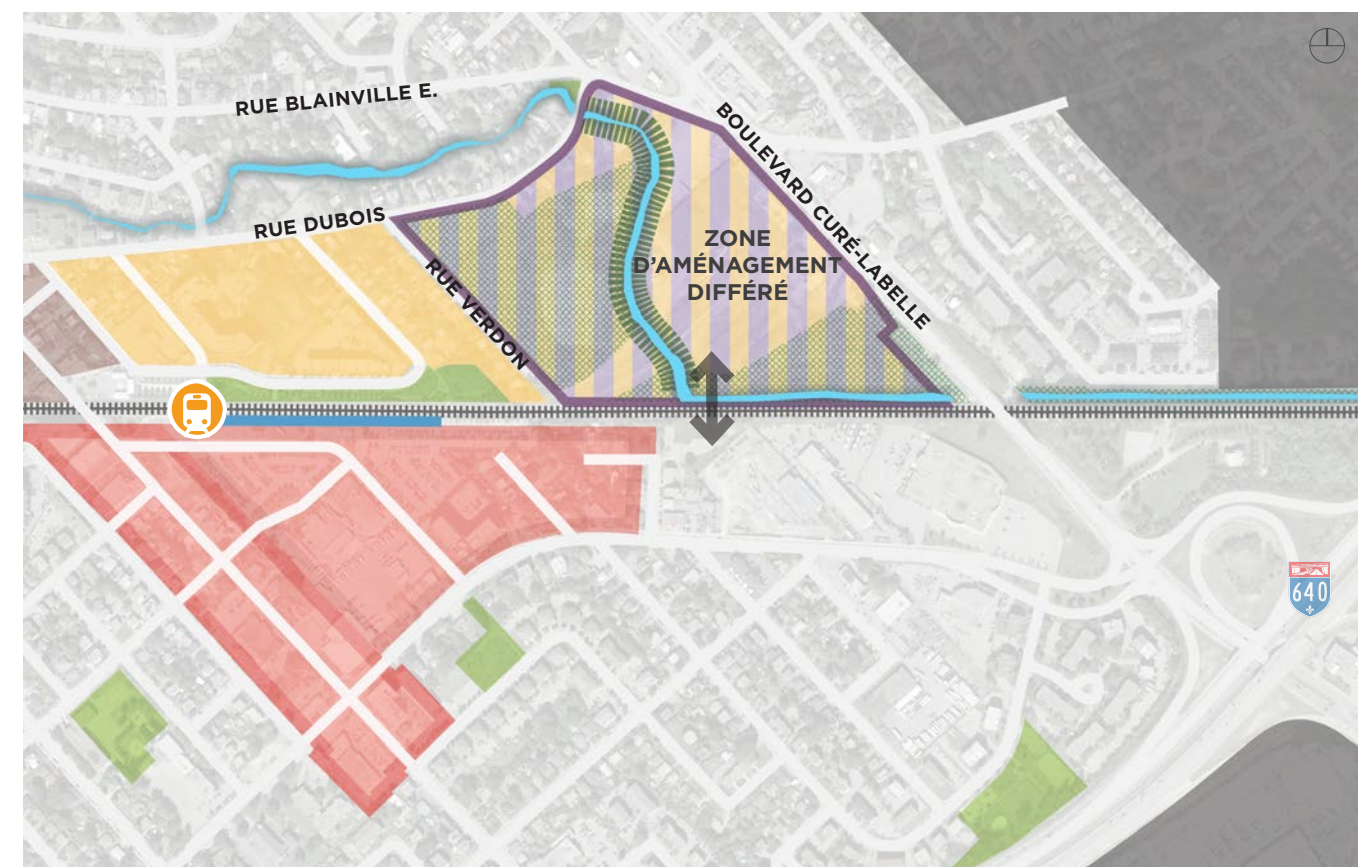 RUE BLAINVILLE E.
BOULEVARD CURÉ-LABELLE
RUE DUBOIS
ZONE
D'AMÉNAGEMENT
DIFFÉRÉ
RUE VERDON
640